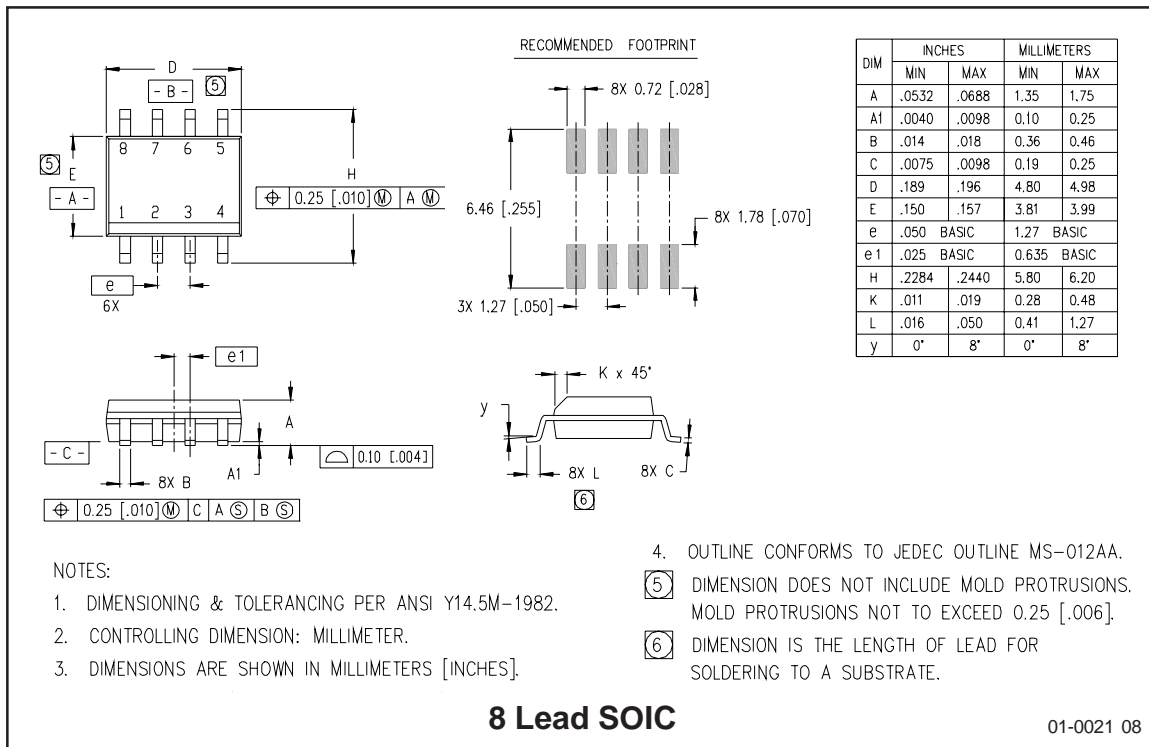 RECOMMENDED FOOTPRINT
D
- B -
5
8 7 6 5
5
E
- A -
H
⌖ 0.25 [.010] Ⓜ A Ⓜ
1 2 3 4
e
6X
8X 0.72 [.028]
6.46 [.255]
8X 1.78 [.070]
3X 1.27 [.050]
DIM INCHES MILLIMETERS
MIN MAX MIN MAX
A .0532 .0688 1.35 1.75
A1 .0040 .0098 0.10 0.25
B .014 .018 0.36 0.46
C .0075 .0098 0.19 0.25
D .189 .196 4.80 4.98
E .150 .157 3.81 3.99
e .050 BASIC 1.27 BASIC
e1 .025 BASIC 0.635 BASIC
H .2284 .2440 5.80 6.20
K .011 .019 0.28 0.48
L .016 .050 0.41 1.27
y 0° 8° 0° 8°
e1
A
- C -
8X B
A1
⌓ 0.10 [.004]
⌖ 0.25 [.010] Ⓜ C A Ⓢ B Ⓢ
K x 45°
y
8X L
8X C
6
NOTES:
1. DIMENSIONING & TOLERANCING PER ANSI Y14.5M-1982.
2. CONTROLLING DIMENSION: MILLIMETER.
3. DIMENSIONS ARE SHOWN IN MILLIMETERS [INCHES].
4. OUTLINE CONFORMS TO JEDEC OUTLINE MS-012AA.
5 DIMENSION DOES NOT INCLUDE MOLD PROTRUSIONS.
MOLD PROTRUSIONS NOT TO EXCEED 0.25 [.006].
6 DIMENSION IS THE LENGTH OF LEAD FOR
SOLDERING TO A SUBSTRATE.
8 Lead SOIC
01-0021 08